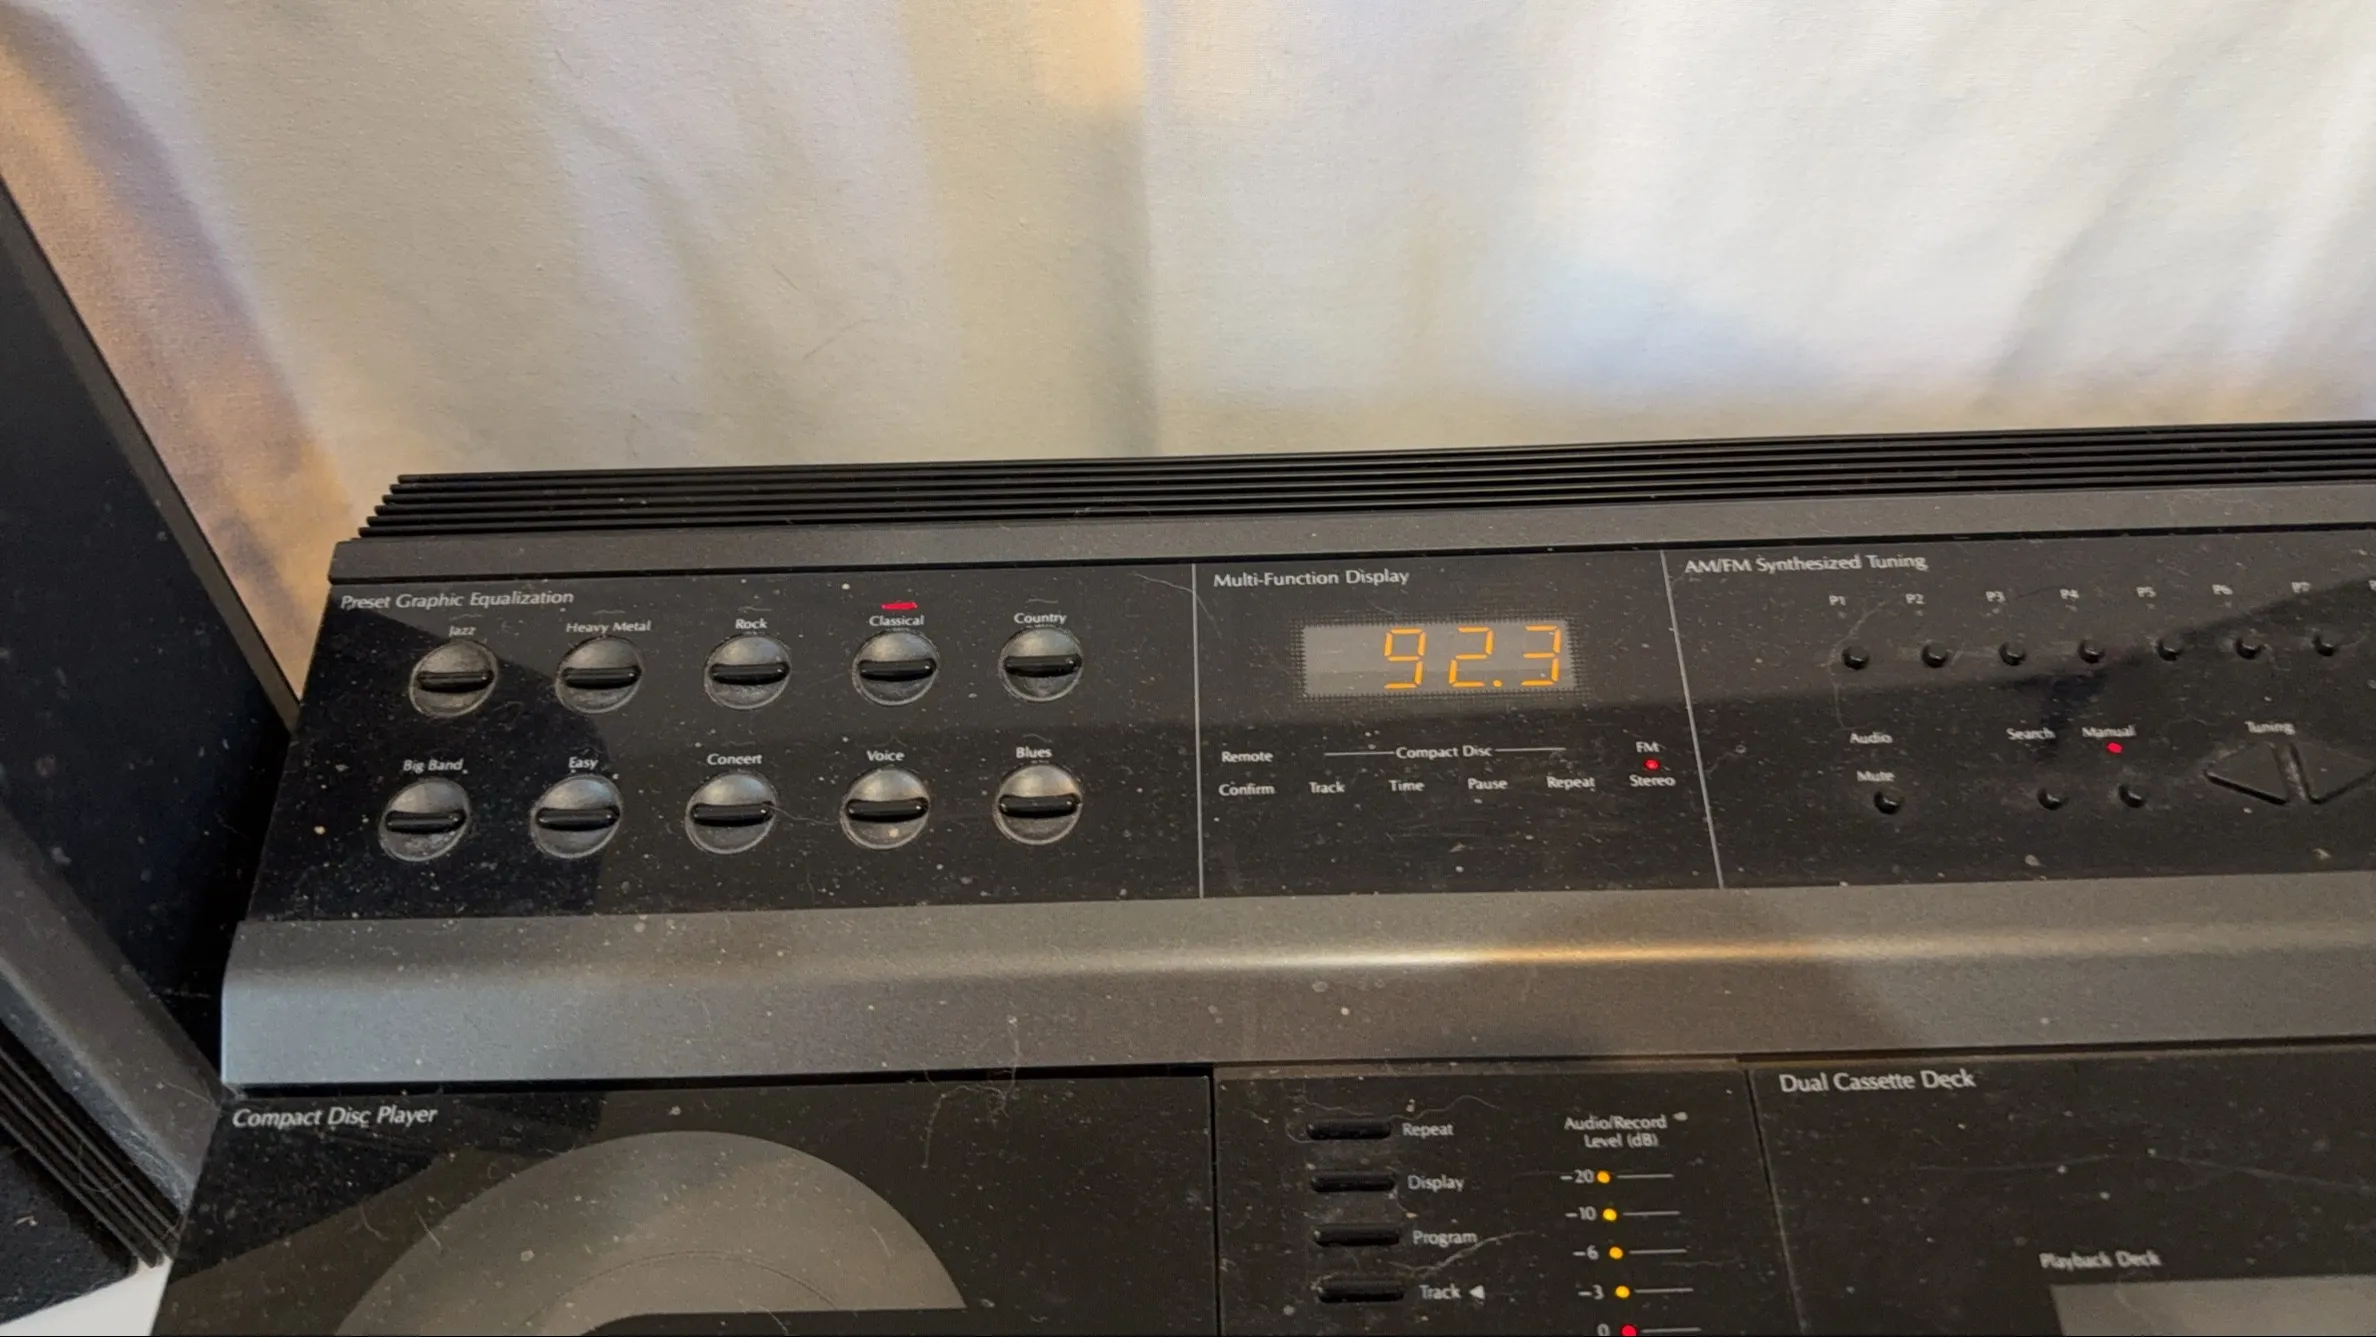 Preset Graphic Equalization
Jazz
Heavy Metal
Rock
Classical
Country
Big Band
Easy
Concert
Voice
Blues
Multi-Function Display
92.3
Remote
Compact Disc
FM
Confirm
Track
Time
Pause
Repeat
Stereo
AM/FM Synthesized Tuning
P1
P2
P3
P4
P5
P6
P7
Audio
Search
Manual
Tuning
Mute
Compact Disc Player
Repeat
Display
Program
Track
Audio/Record
Level (dB)
-20
-10
-6
-3
0
Dual Cassette Deck
Playback Deck